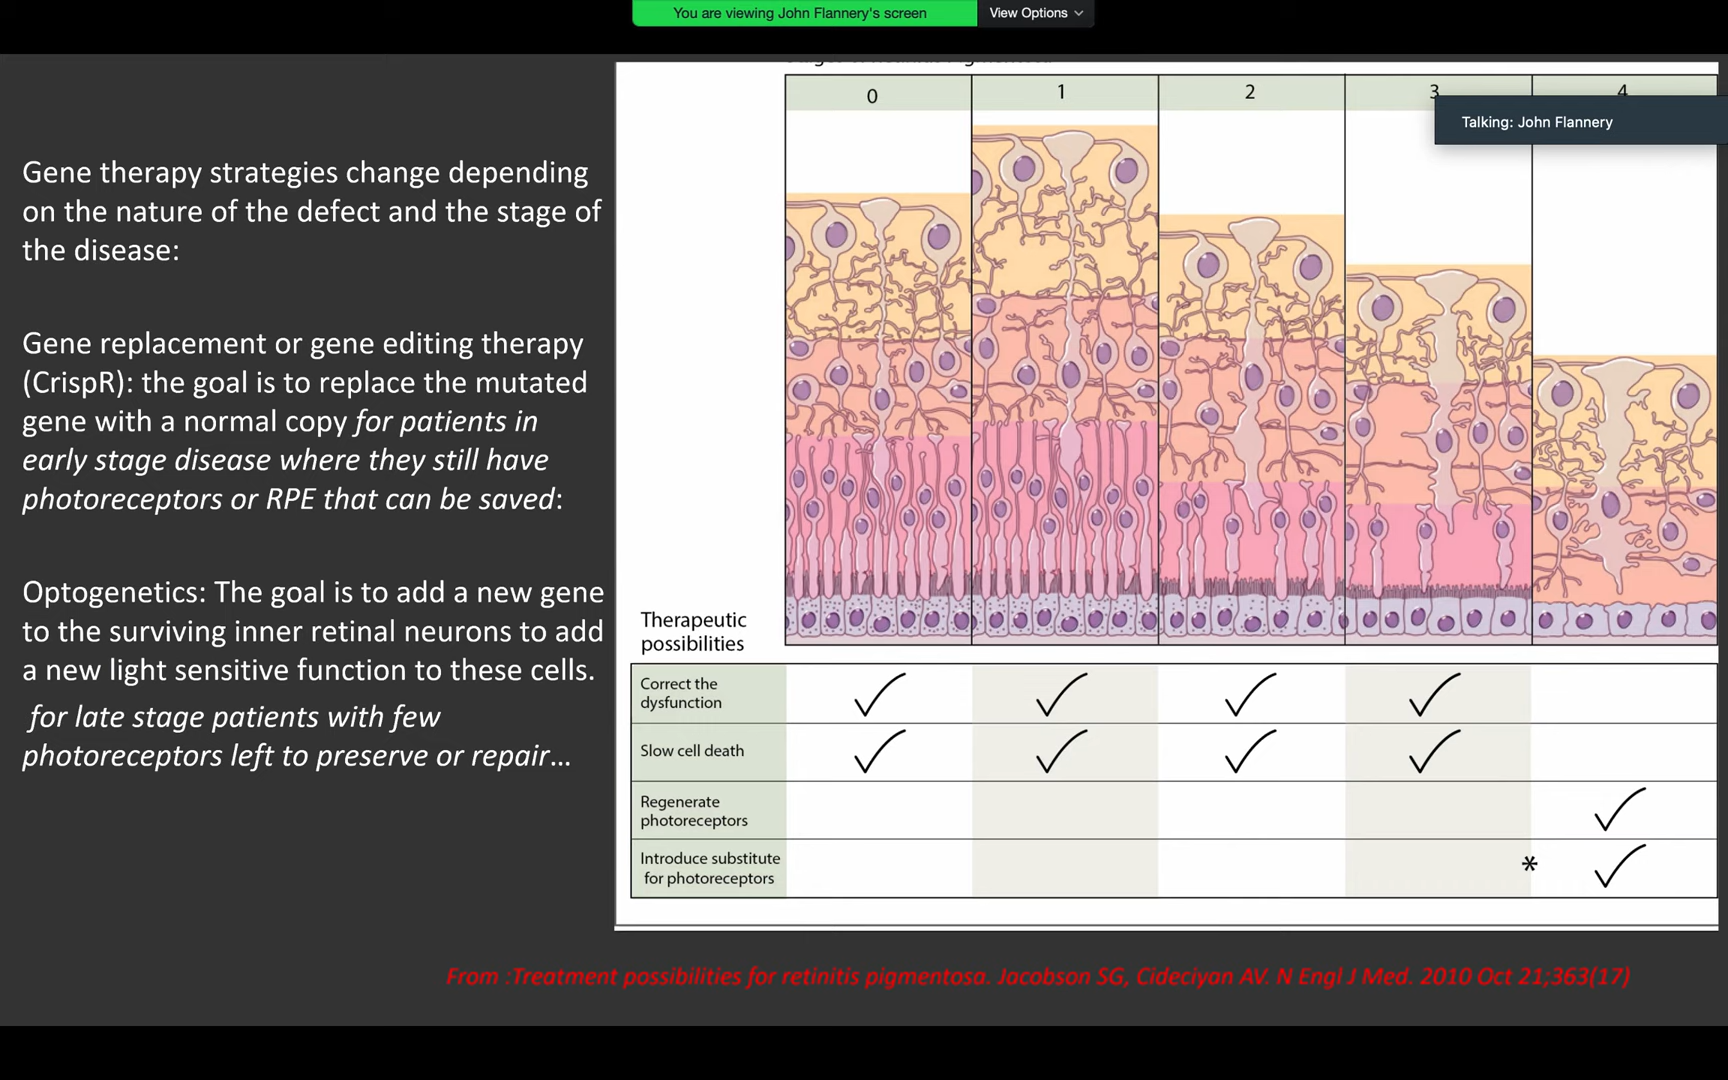 You are viewing John Flannery's screen
View Options
Talking: John Flannery
Gene therapy strategies change depending
on the nature of the defect and the stage of
the disease:
Gene replacement or gene editing therapy
(CrispR): the goal is to replace the mutated
gene with a normal copy for patients in
early stage disease where they still have
photoreceptors or RPE that can be saved:
Optogenetics: The goal is to add a new gene
to the surviving inner retinal neurons to add
a new light sensitive function to these cells.
for late stage patients with few
photoreceptors left to preserve or repair...
0 1 2 3 4
Therapeutic
possibilities
Correct the
dysfunction
Slow cell death
Regenerate
photoreceptors
Introduce substitute
for photoreceptors
*
From :Treatment possibilities for retinitis pigmentosa. Jacobson SG, Cideciyan AV. N Engl J Med. 2010 Oct 21;363(17)